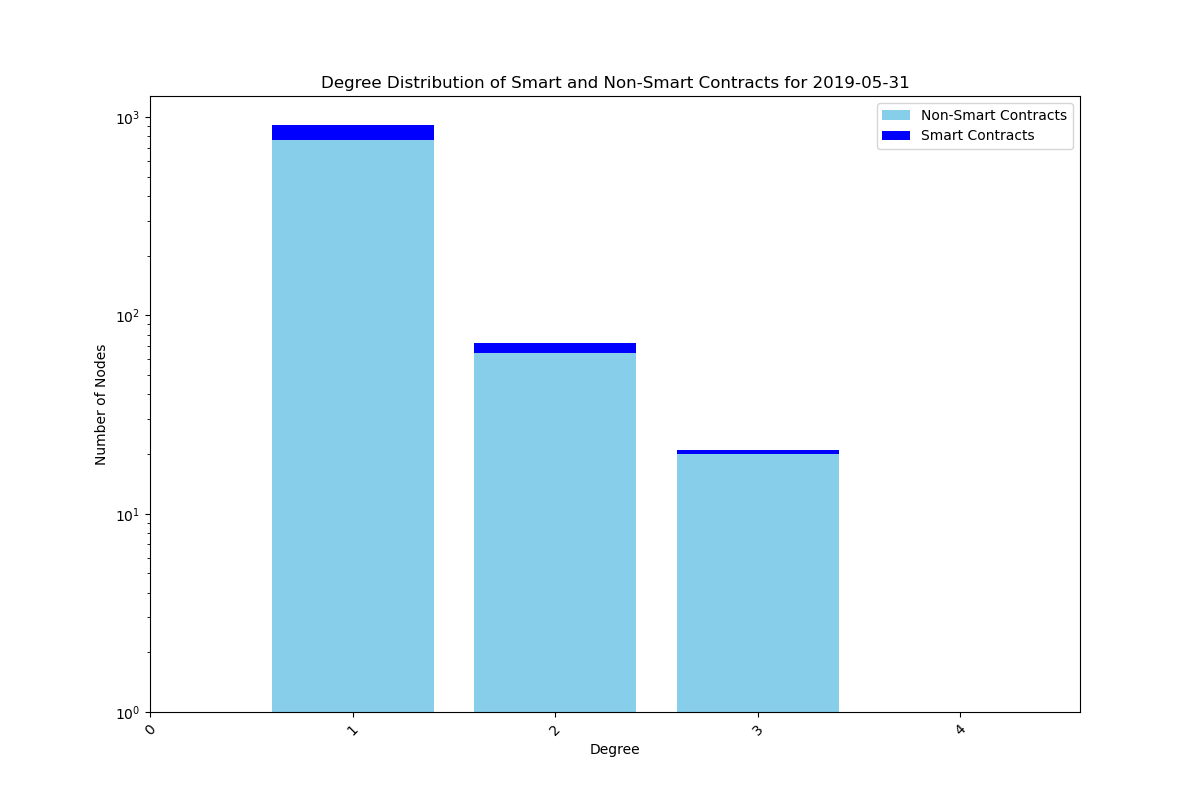 Degree Distribution of Smart and Non-Smart Contracts for 2019-05-31
Non-Smart Contracts
Smart Contracts
Number of Nodes
10³
10²
10¹
10⁰
0
1
2
3
4
Degree